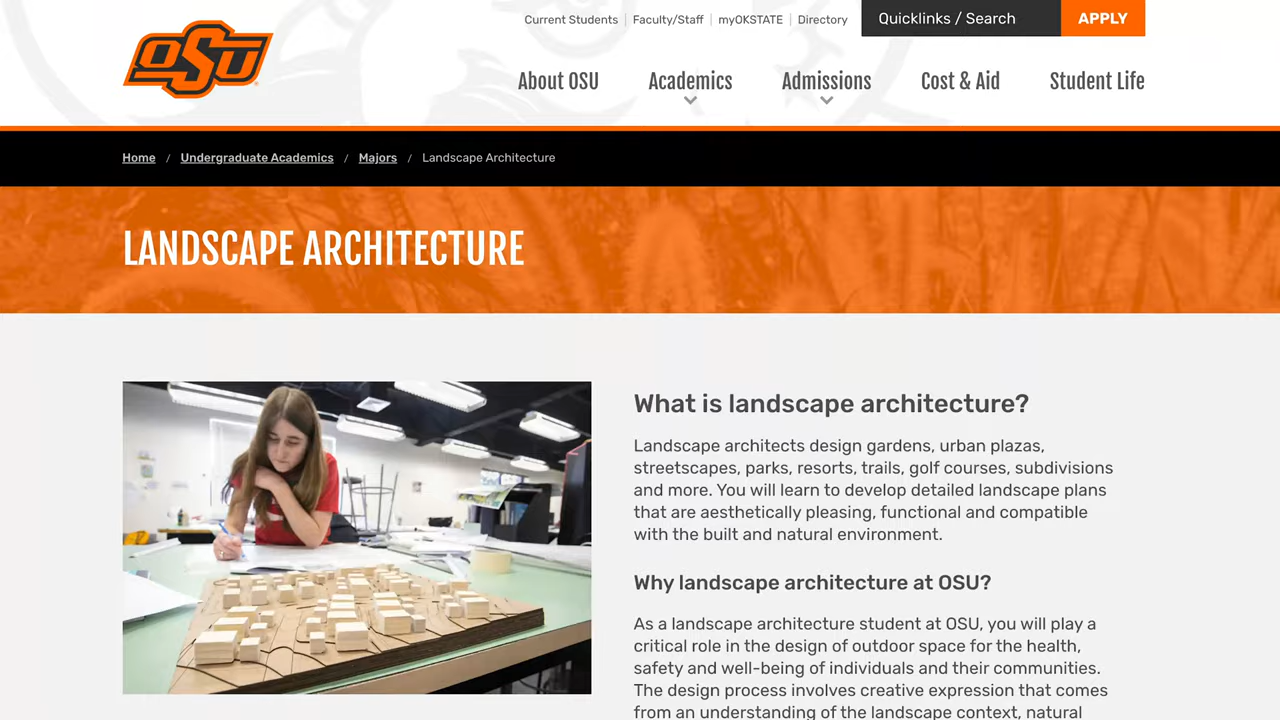 Current Students
Faculty/Staff
myOKSTATE
Directory
Quicklinks / Search
APPLY
OSU
About OSU
Academics
Admissions
Cost & Aid
Student Life
Home / Undergraduate Academics / Majors / Landscape Architecture
LANDSCAPE ARCHITECTURE
What is landscape architecture?
Landscape architects design gardens, urban plazas,
streetscapes, parks, resorts, trails, golf courses, subdivisions
and more. You will learn to develop detailed landscape plans
that are aesthetically pleasing, functional and compatible
with the built and natural environment.
Why landscape architecture at OSU?
As a landscape architecture student at OSU, you will play a
critical role in the design of outdoor space for the health,
safety and well-being of individuals and their communities.
The design process involves creative expression that comes
from an understanding of the landscape context, natural